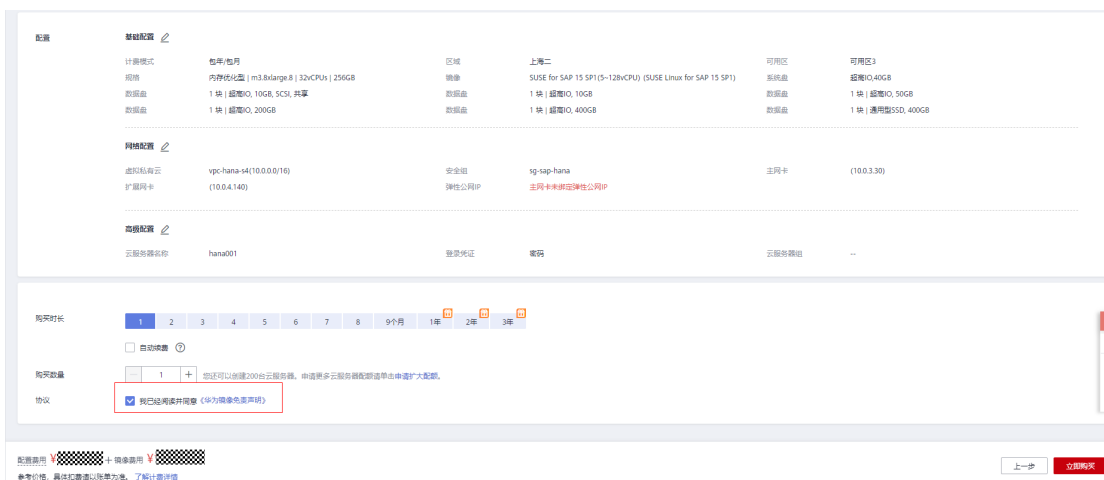 配置
基础配置
计费模式 包年/包月 区域 上海二 可用区 可用区3
规格 内存优化型 | m3.8xlarge.8 | 32vCPUs | 256GB 镜像 SUSE for SAP 15 SP1(5~128vCPU) (SUSE Linux for SAP 15 SP1) 系统盘 超高IO,40GB
数据盘 1 块 | 超高IO, 10GB, SCSI, 共享 数据盘 1 块 | 超高IO, 10GB 数据盘 1 块 | 超高IO, 50GB
数据盘 1 块 | 超高IO, 200GB 数据盘 1 块 | 超高IO, 400GB 数据盘 1 块 | 通用型SSD, 400GB
网络配置
虚拟私有云 vpc-hana-s4(10.0.0.0/16) 安全组 sg-sap-hana 主网卡 (10.0.3.30)
扩展网卡 (10.0.4.140) 弹性公网IP 主网卡未绑定弹性公网IP
高级配置
云服务器名称 hana001 登录凭证 密码 云服务器组 --
购买时长 1 2 3 4 5 6 7 8 9个月 1年 2年 3年
自动续费 ?
购买数量 − 1 + 您还可以创建200台云服务器。申请更多云服务器配额请单击申请扩大配额。
协议 我已经阅读并同意《华为镜像免责声明》
配置费用 ¥ + 镜像费用 ¥
参考价格，具体扣费请以账单为准。 了解计费详情
上一步 立即购买